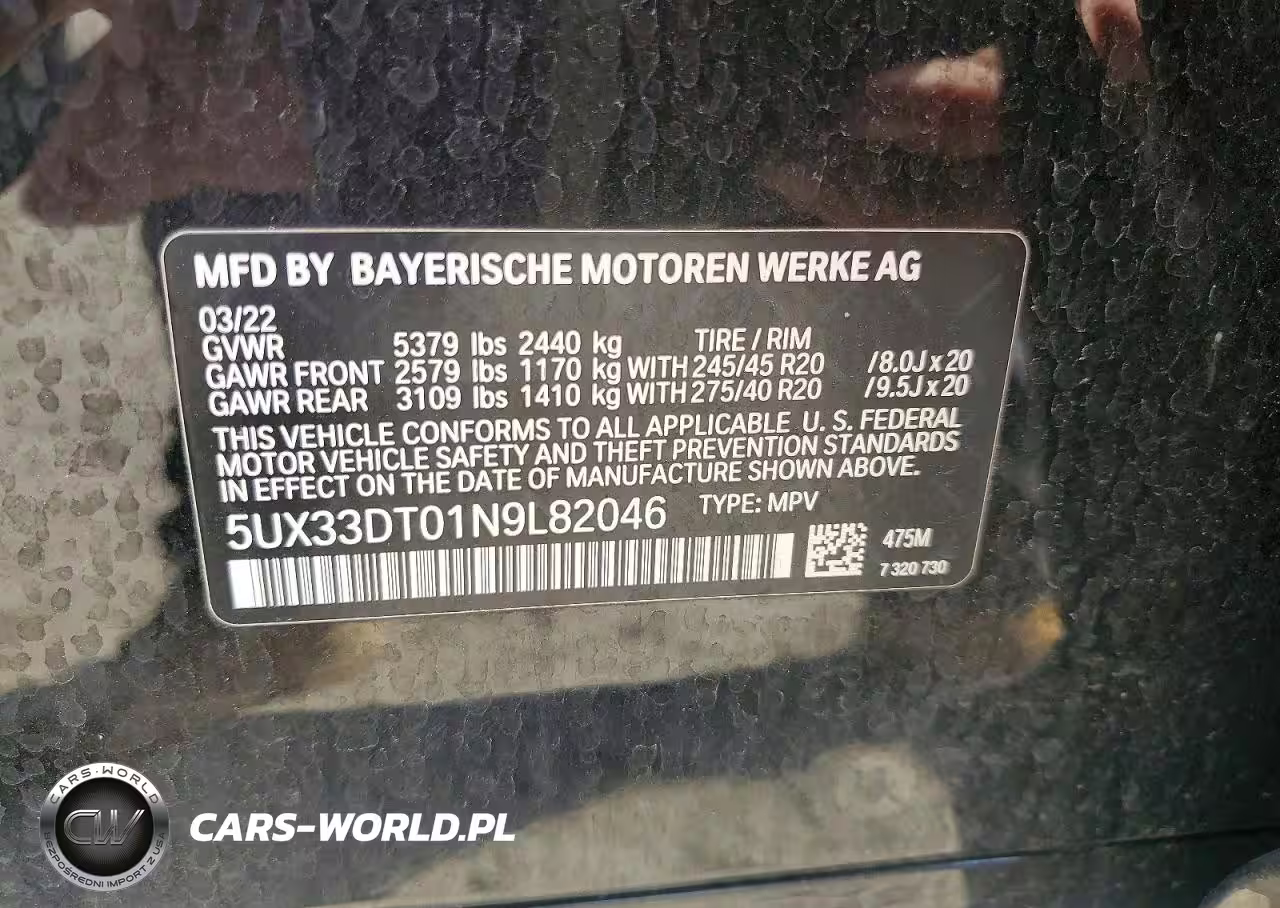 MFD BY BAYERISCHE MOTOREN WERKE AG
03/22
GVWR 5379 lbs 2440 kg TIRE / RIM
GAWR FRONT 2579 lbs 1170 kg WITH 245/45 R20 /8.0J x 20
GAWR REAR 3109 lbs 1410 kg WITH 275/40 R20 /9.5J x 20
THIS VEHICLE CONFORMS TO ALL APPLICABLE U. S. FEDERAL
MOTOR VEHICLE SAFETY AND THEFT PREVENTION STANDARDS
IN EFFECT ON THE DATE OF MANUFACTURE SHOWN ABOVE.
5UX33DT01N9L82046 TYPE: MPV
475M
7 320 730
CARS-WORLD
CW
BEZPOŚREDNI IMPORT Z USA
CARS-WORLD.PL